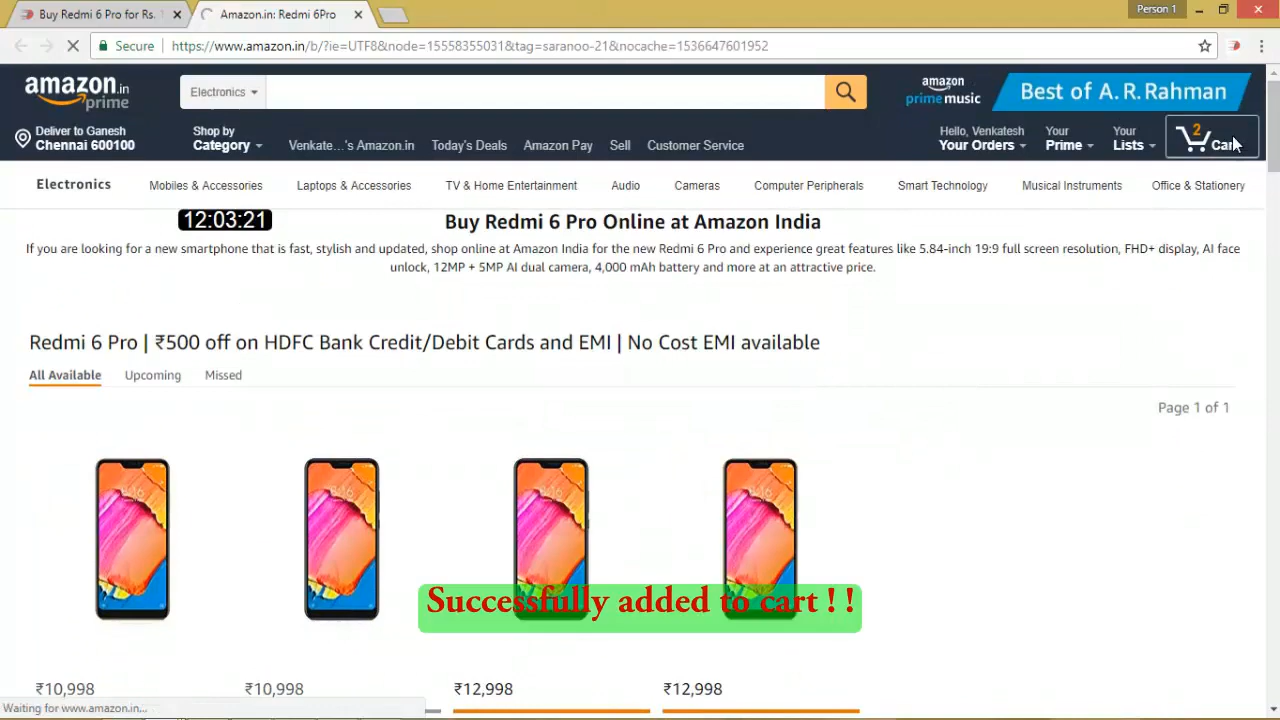 Buy Redmi 6 Pro for Rs. 1
Amazon.in: Redmi 6Pro
Person 1
Secure
https://www.amazon.in/b/?ie=UTF8&node=15558355031&tag=saranoo-21&nocache=1536647601952
amazon.in
prime
Electronics
amazon
prime music
Best of A. R. Rahman
Deliver to Ganesh
Chennai 600100
Shop by
Category
Venkate...'s Amazon.in
Today's Deals
Amazon Pay
Sell
Customer Service
Hello, Venkatesh
Your Orders
Your
Prime
Your
Lists
2
Cart
Electronics
Mobiles & Accessories
Laptops & Accessories
TV & Home Entertainment
Audio
Cameras
Computer Peripherals
Smart Technology
Musical Instruments
Office & Stationery
12:03:21
Buy Redmi 6 Pro Online at Amazon India
If you are looking for a new smartphone that is fast, stylish and updated, shop online at Amazon India for the new Redmi 6 Pro and experience great features like 5.84-inch 19:9 full screen resolution, FHD+ display, AI face
unlock, 12MP + 5MP AI dual camera, 4,000 mAh battery and more at an attractive price.
Redmi 6 Pro | ₹500 off on HDFC Bank Credit/Debit Cards and EMI | No Cost EMI available
All Available
Upcoming
Missed
Page 1 of 1
Successfully added to cart ! !
₹10,998
₹10,998
₹12,998
₹12,998
Waiting for www.amazon.in...